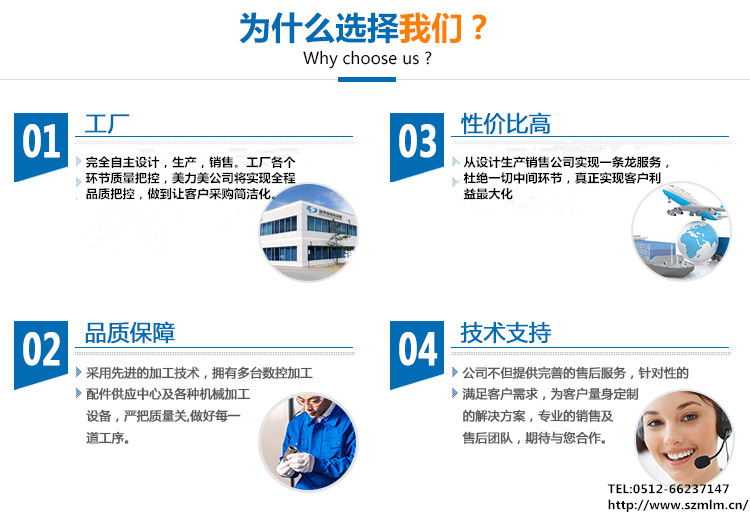 为什么选择我们？
Why choose us？
01
工厂
完全自主设计，生产，销售。工厂各个
环节质量把控，美力美公司将实现全程
品质把控，做到让客户采购简洁化。
03
性价比高
从设计生产销售公司实现一条龙服务，
杜绝一切中间环节，真正实现客户利
益最大化
02
品质保障
采用先进的加工技术，拥有多台数控加工
配件供应中心及各种机械加工
设备，严把质量关,做好每一
道工序。
04
技术支持
公司不但提供完善的售后服务，针对性的
满足客户需求，为客户量身定制
的解决方案，专业的销售及
售后团队，期待与您合作。
TEL:0512-66237147
http://www.szmlm.cn/